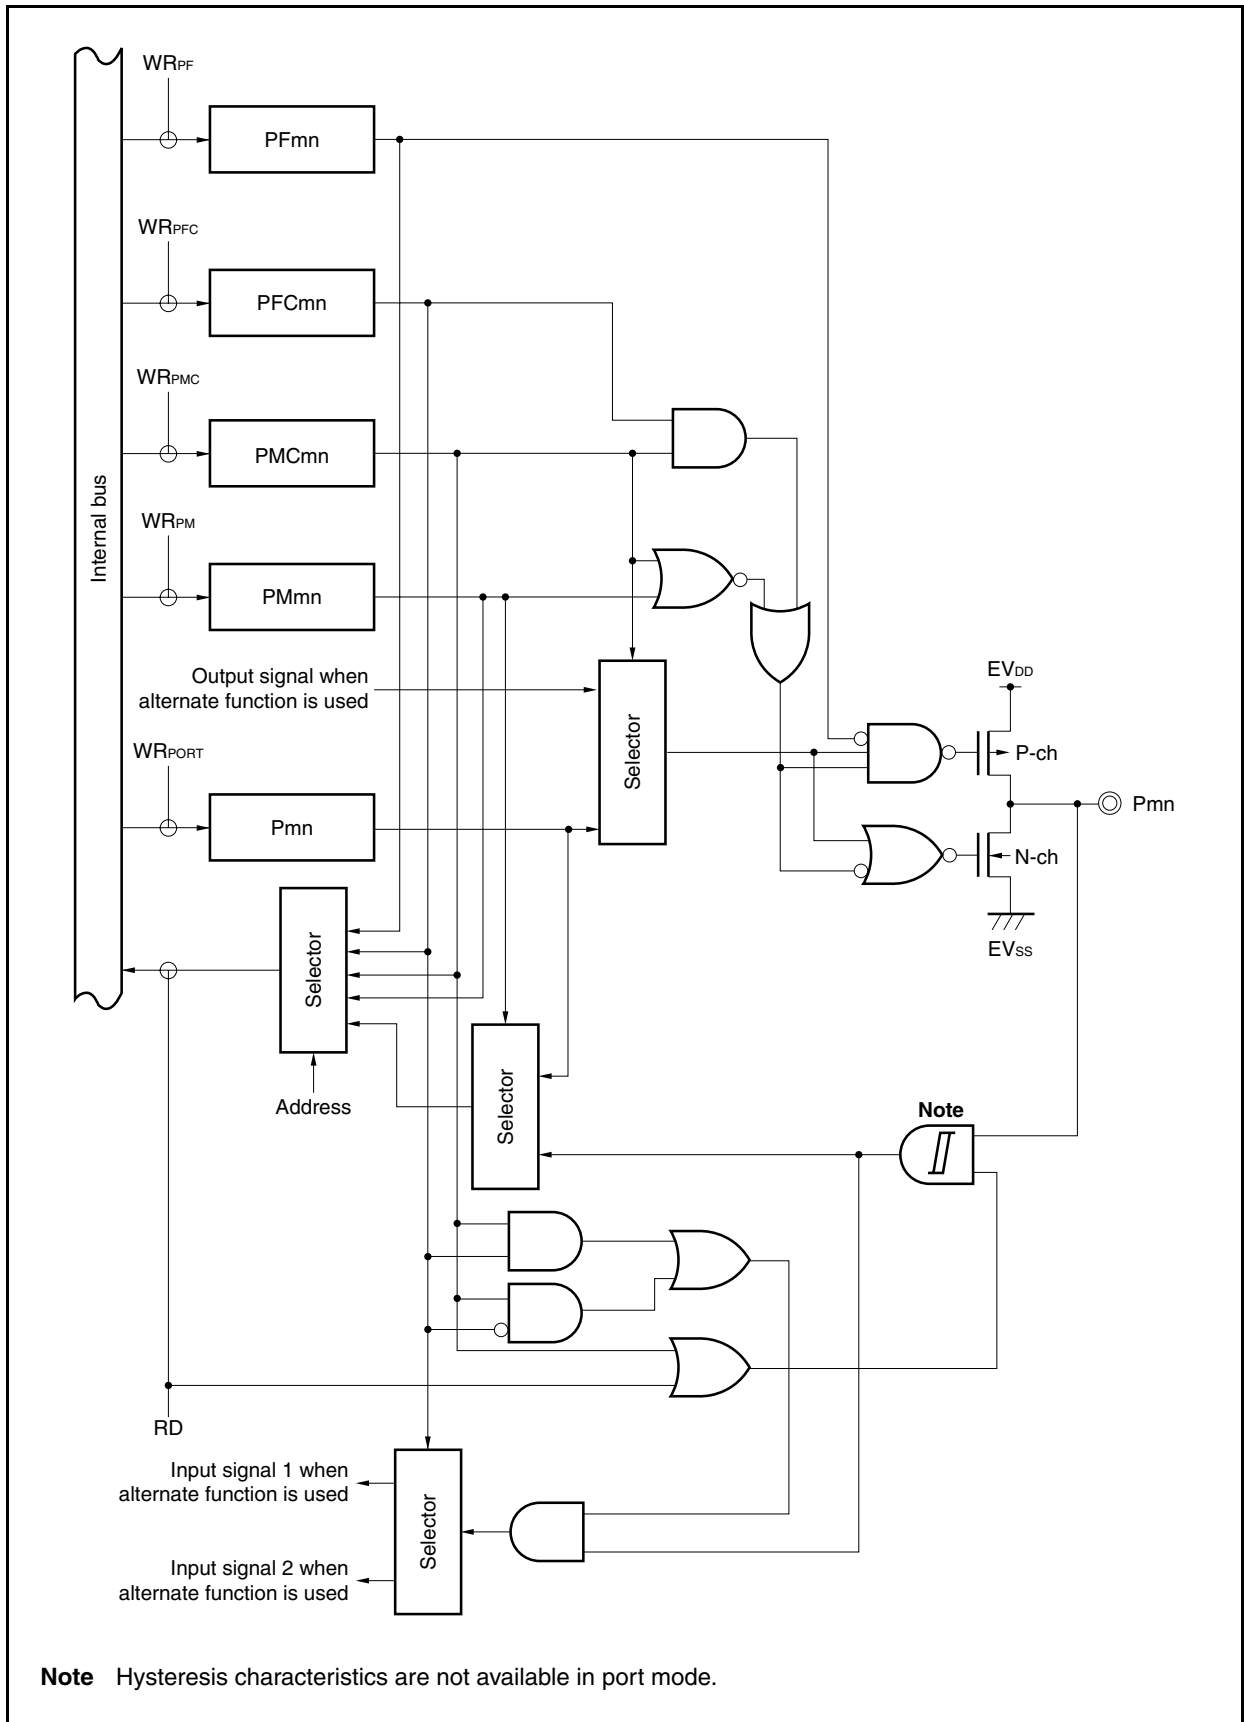 WRPF
PFmn
WRPFC
PFCmn
WRPMC
PMCmn
Internal bus
WRPM
PMmn
Output signal when
alternate function is used
Selector
EVDD
P-ch
WRPORT
Pmn
Pmn
N-ch
EVSS
Selector
Address
Selector
Note
RD
Input signal 1 when
alternate function is used
Selector
Input signal 2 when
alternate function is used
Note Hysteresis characteristics are not available in port mode.